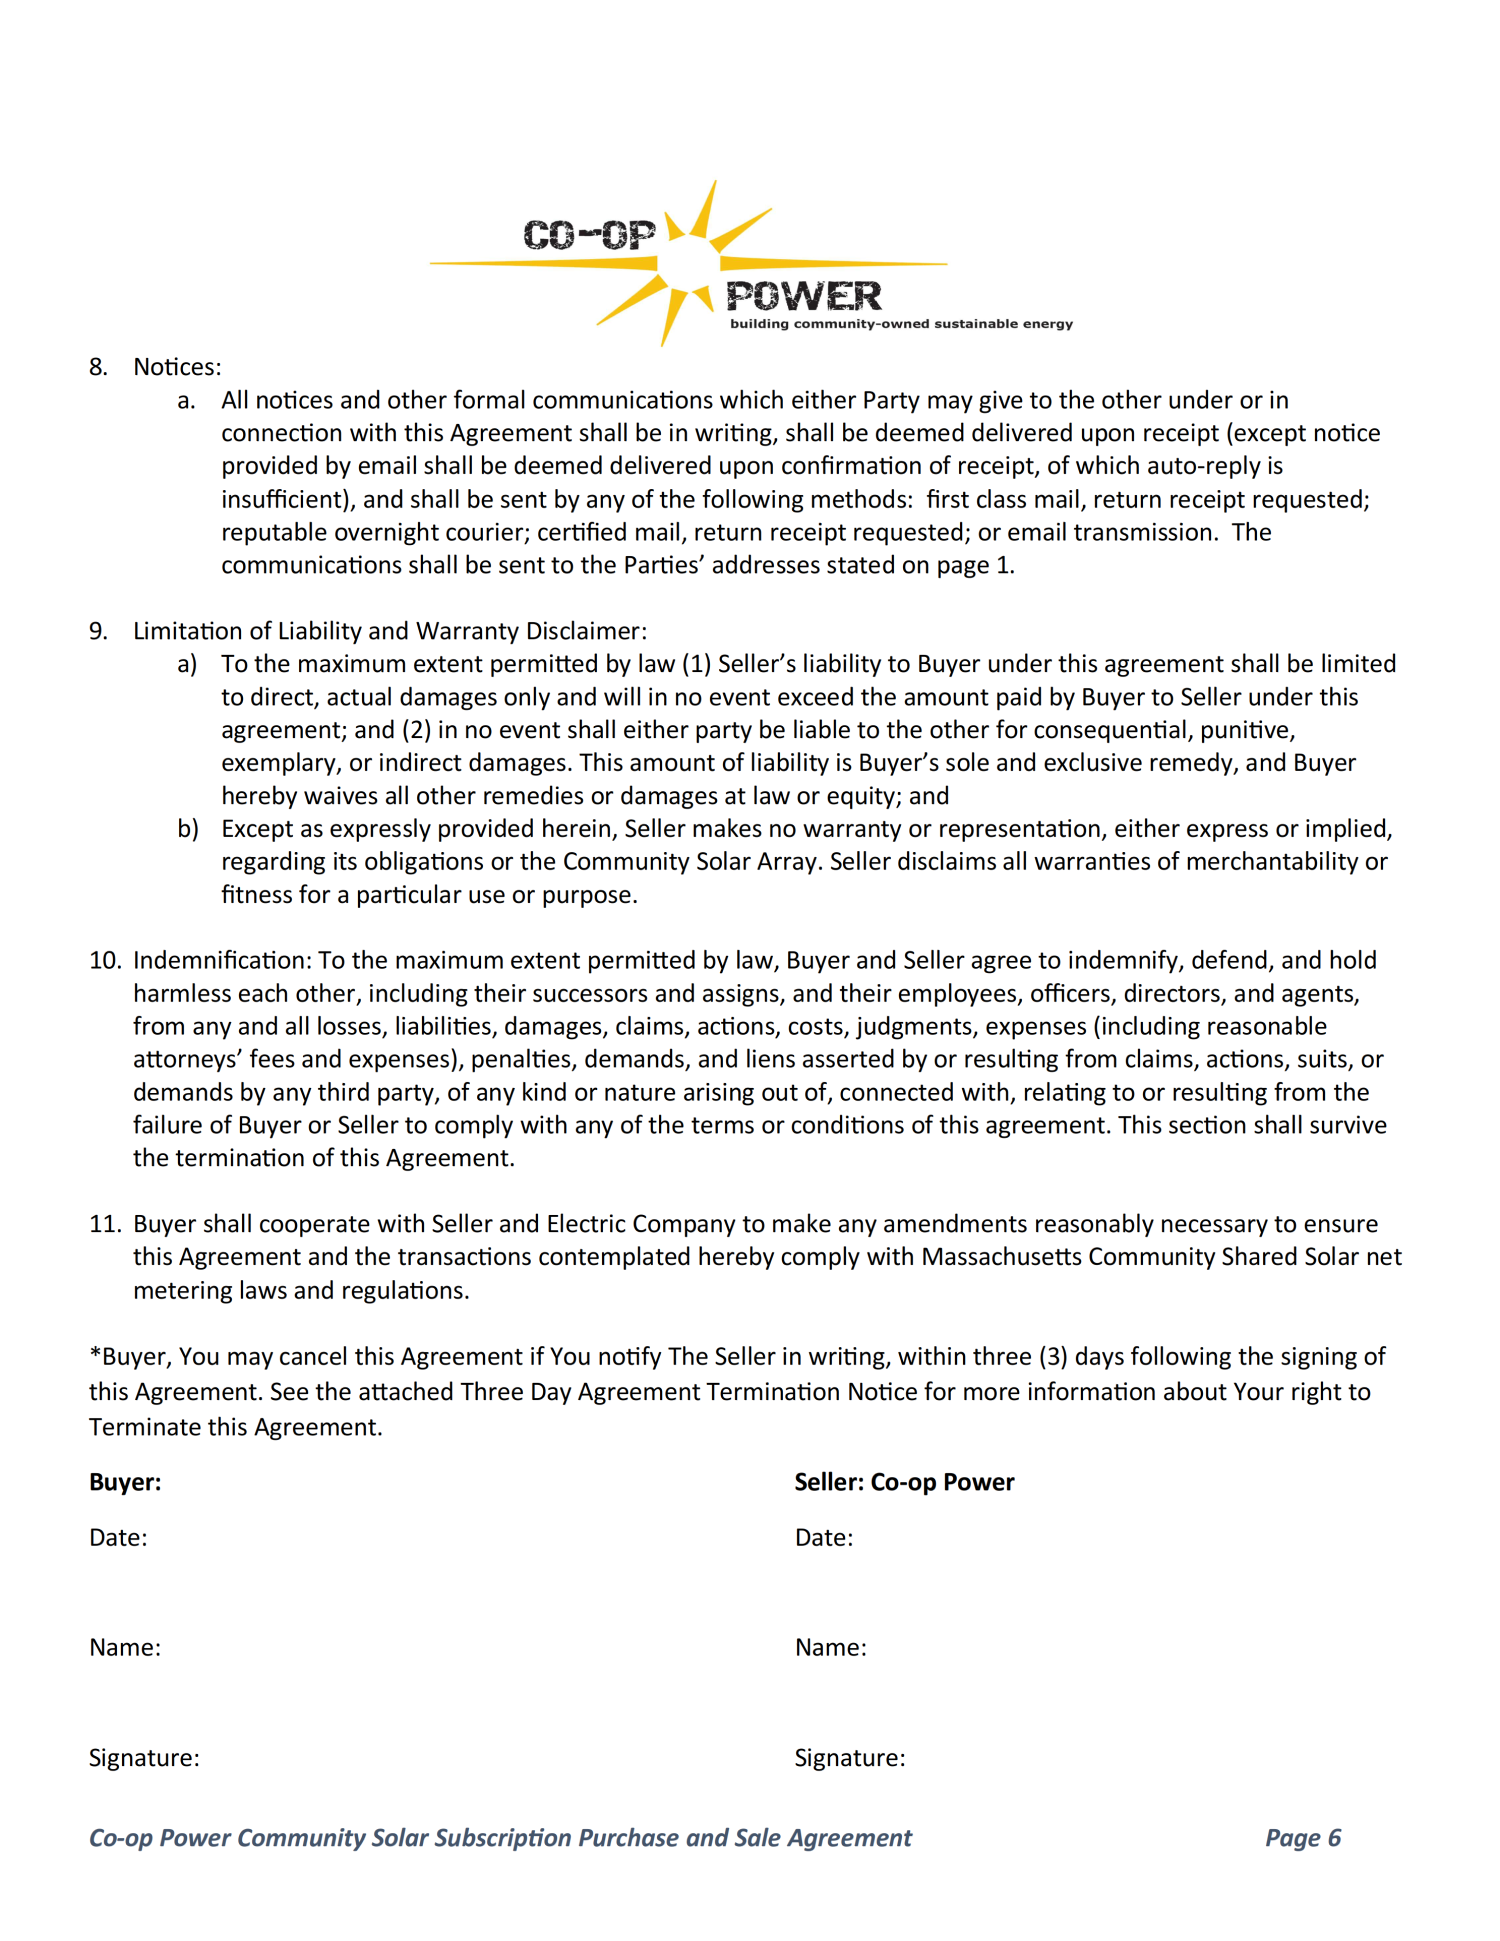 CO-OP
POWER
building community-owned sustainable energy
8. Notices:
a. All notices and other formal communications which either Party may give to the other under or in
connection with this Agreement shall be in writing, shall be deemed delivered upon receipt (except notice
provided by email shall be deemed delivered upon confirmation of receipt, of which auto-reply is
insufficient), and shall be sent by any of the following methods:  first class mail, return receipt requested;
reputable overnight courier; certified mail, return receipt requested; or email transmission.  The
communications shall be sent to the Parties’ addresses stated on page 1.
9. Limitation of Liability and Warranty Disclaimer:
a) To the maximum extent permitted by law (1) Seller’s liability to Buyer under this agreement shall be limited
to direct, actual damages only and will in no event exceed the amount paid by Buyer to Seller under this
agreement; and (2) in no event shall either party be liable to the other for consequential, punitive,
exemplary, or indirect damages. This amount of liability is Buyer’s sole and exclusive remedy, and Buyer
hereby waives all other remedies or damages at law or equity; and
b) Except as expressly provided herein, Seller makes no warranty or representation, either express or implied,
regarding its obligations or the Community Solar Array. Seller disclaims all warranties of merchantability or
fitness for a particular use or purpose.
10. Indemnification: To the maximum extent permitted by law, Buyer and Seller agree to indemnify, defend, and hold
harmless each other, including their successors and assigns, and their employees, officers, directors, and agents,
from any and all losses, liabilities, damages, claims, actions, costs, judgments, expenses (including reasonable
attorneys’ fees and expenses), penalties, demands, and liens asserted by or resulting from claims, actions, suits, or
demands by any third party, of any kind or nature arising out of, connected with, relating to or resulting from the
failure of Buyer or Seller to comply with any of the terms or conditions of this agreement. This section shall survive
the termination of this Agreement.
11. Buyer shall cooperate with Seller and Electric Company to make any amendments reasonably necessary to ensure
this Agreement and the transactions contemplated hereby comply with Massachusetts Community Shared Solar net
metering laws and regulations.
*Buyer, You may cancel this Agreement if You notify The Seller in writing, within three (3) days following the signing of
this Agreement. See the attached Three Day Agreement Termination Notice for more information about Your right to
Terminate this Agreement.
Buyer: Seller: Co-op Power
Date: Date:
Name: Name:
Signature: Signature:
Co-op Power Community Solar Subscription Purchase and Sale Agreement Page 6